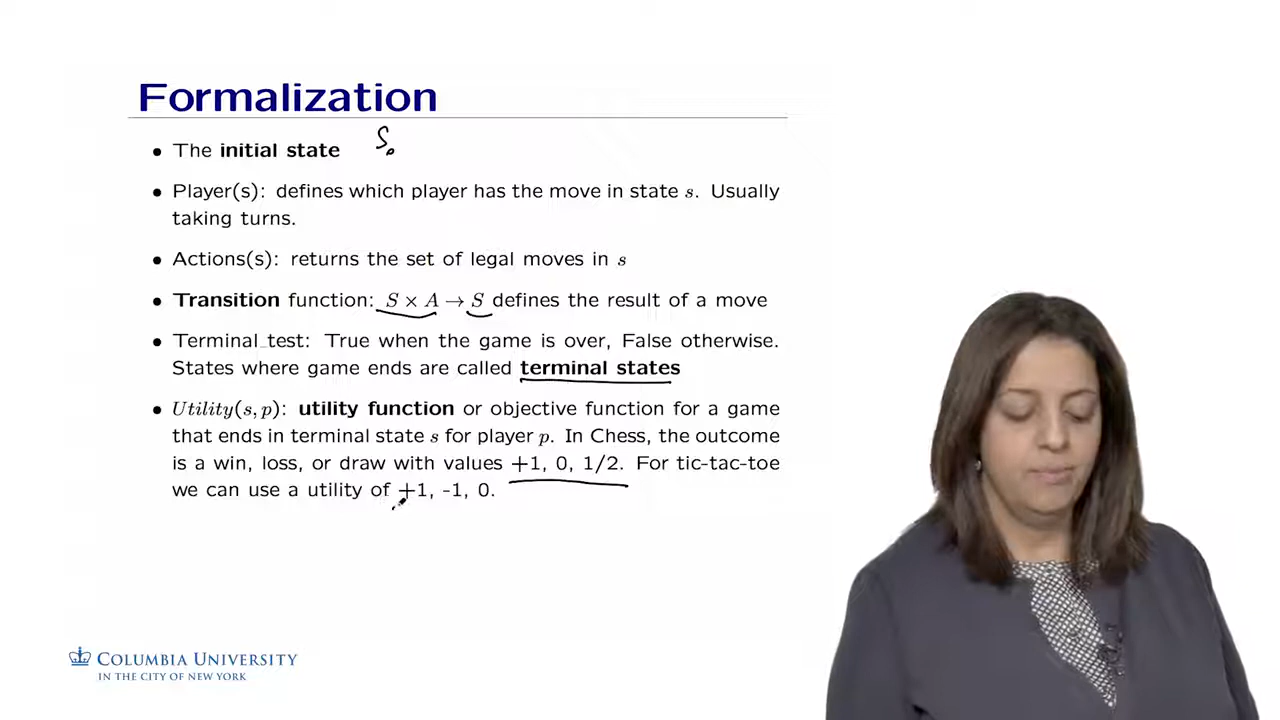 Formalization
• The initial state S₀
• Player(s): defines which player has the move in state s. Usually
taking turns.
• Actions(s): returns the set of legal moves in s
• Transition function: S × A → S defines the result of a move
• Terminal_test: True when the game is over, False otherwise.
States where game ends are called terminal states
• Utility(s, p): utility function or objective function for a game
that ends in terminal state s for player p. In Chess, the outcome
is a win, loss, or draw with values +1, 0, 1/2. For tic-tac-toe
we can use a utility of +1, -1, 0.
COLUMBIA UNIVERSITY
IN THE CITY OF NEW YORK